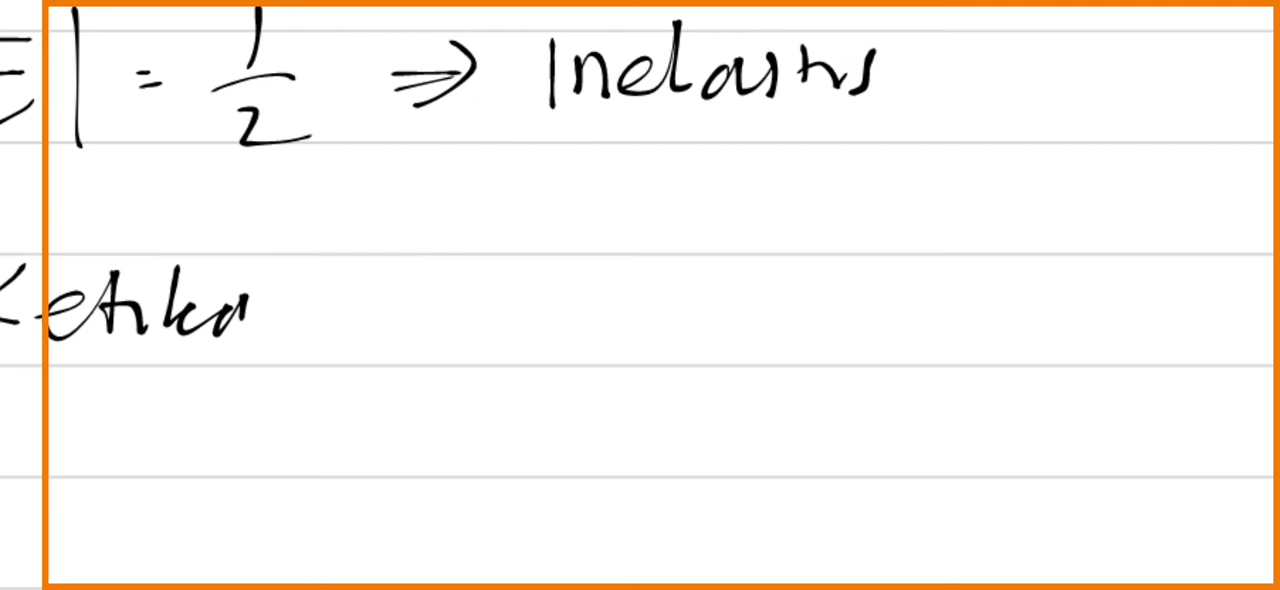 E| = 1/2 ⇒ Inelastis
Ketika